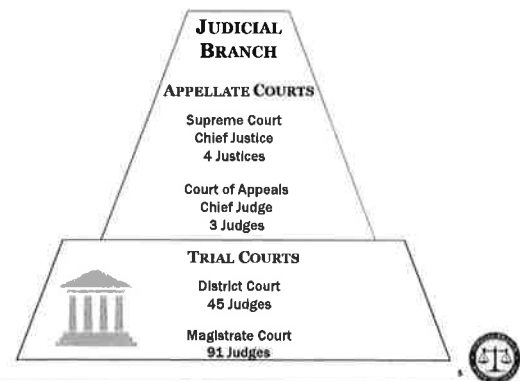 JUDICIAL
BRANCH
APPELLATE COURTS
Supreme Court
Chief Justice
4 Justices
Court of Appeals
Chief Judge
3 Judges
TRIAL COURTS
District Court
45 Judges
Magistrate Court
91 Judges
5